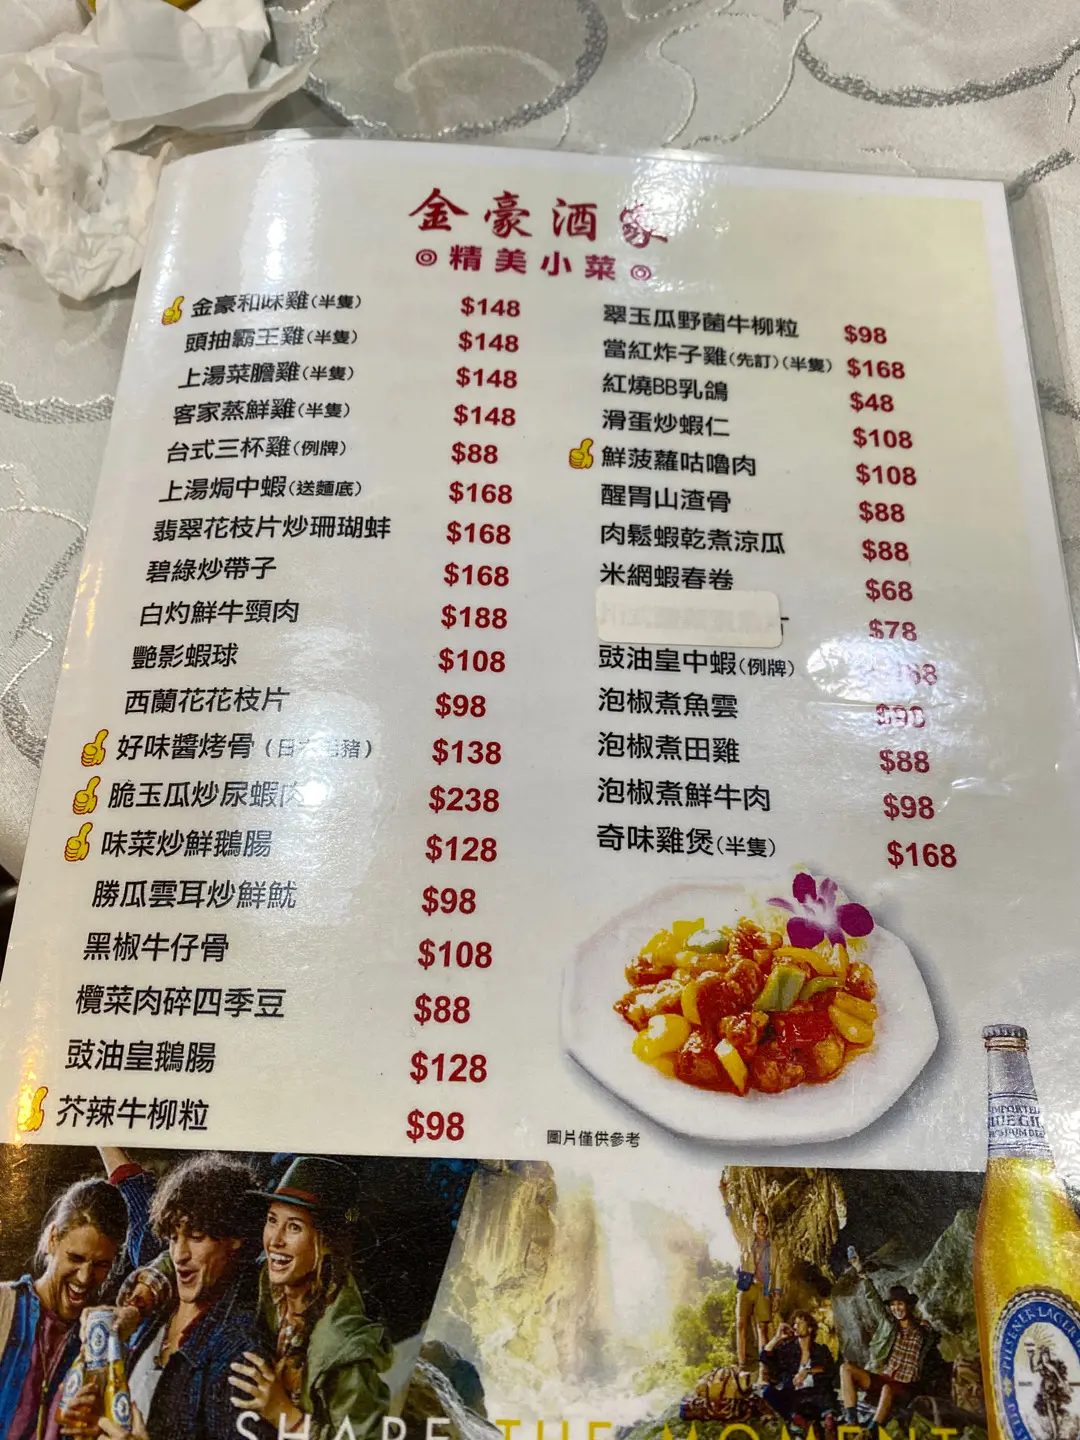 金豪酒家
◎精美小菜◎
金豪和味雞(半隻) $148
頭抽霸王雞(半隻) $148
上湯菜膽雞(半隻) $148
客家蒸鮮雞(半隻) $148
台式三杯雞(例牌) $88
上湯焗中蝦(送麵底) $168
翡翠花枝片炒珊瑚蚌 $168
碧綠炒帶子 $168
白灼鮮牛頸肉 $188
艷影蝦球 $108
西蘭花花枝片 $98
好味醬烤骨 $138
脆玉瓜炒尿蝦肉 $238
味菜炒鮮鵝腸 $128
勝瓜雲耳炒鮮魷 $98
黑椒牛仔骨 $108
欖菜肉碎四季豆 $88
豉油皇鵝腸 $128
芥辣牛柳粒 $98
翠玉瓜野菌牛柳粒 $98
當紅炸子雞(先訂)(半隻) $168
紅燒BB乳鴿 $48
滑蛋炒蝦仁 $108
鮮菠蘿咕嚕肉 $108
醒胃山渣骨 $88
肉鬆蝦乾煮涼瓜 $88
米網蝦春卷 $68
$78
豉油皇中蝦(例牌)
泡椒煮魚雲 $98
泡椒煮田雞 $88
泡椒煮鮮牛肉 $98
奇味雞煲(半隻) $168
圖片僅供參考
IMPORTED
PILSENER LAGER
SHARE THE MOMENT